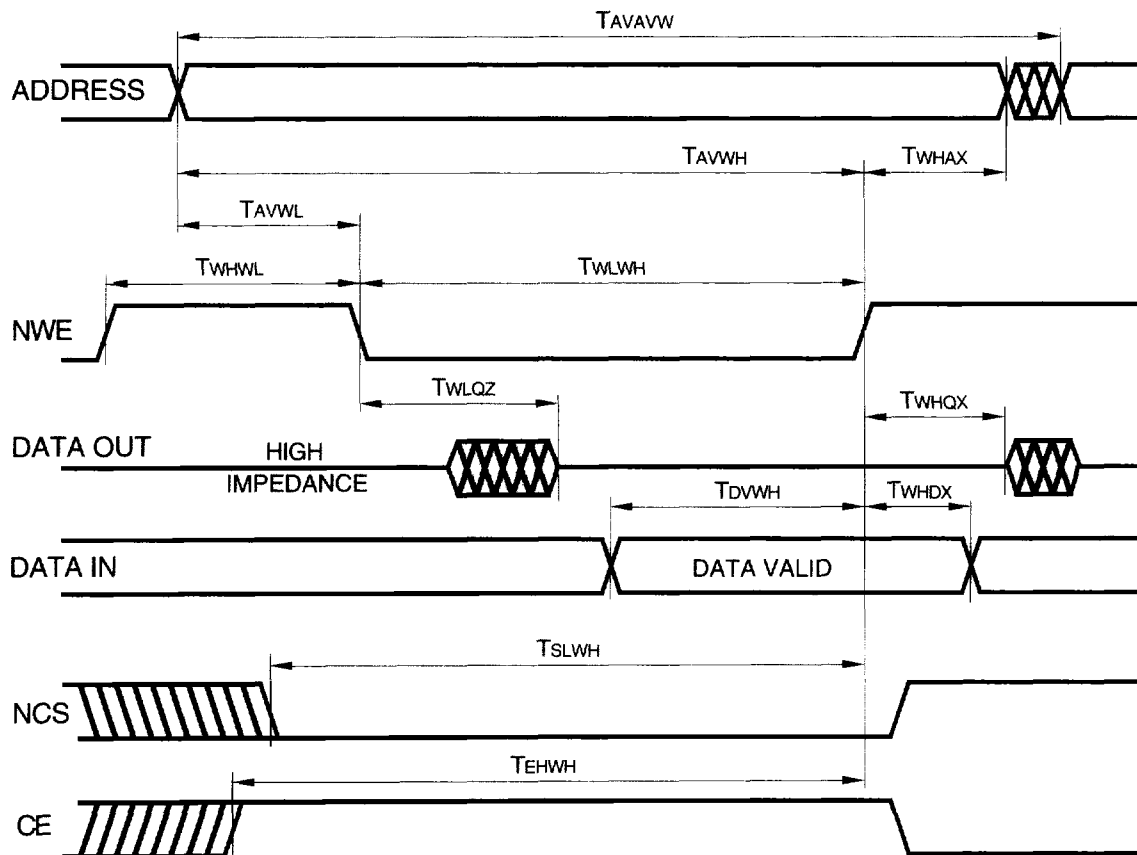 TAVAVW
ADDRESS
TAVWH
TWHAX
TAVWL
TWHWL
TWLWH
NWE
TWLQZ
TWHQX
DATA OUT
HIGH
IMPEDANCE
TDVWH
TWHDX
DATA IN
DATA VALID
TSLWH
NCS
TEHWH
CE